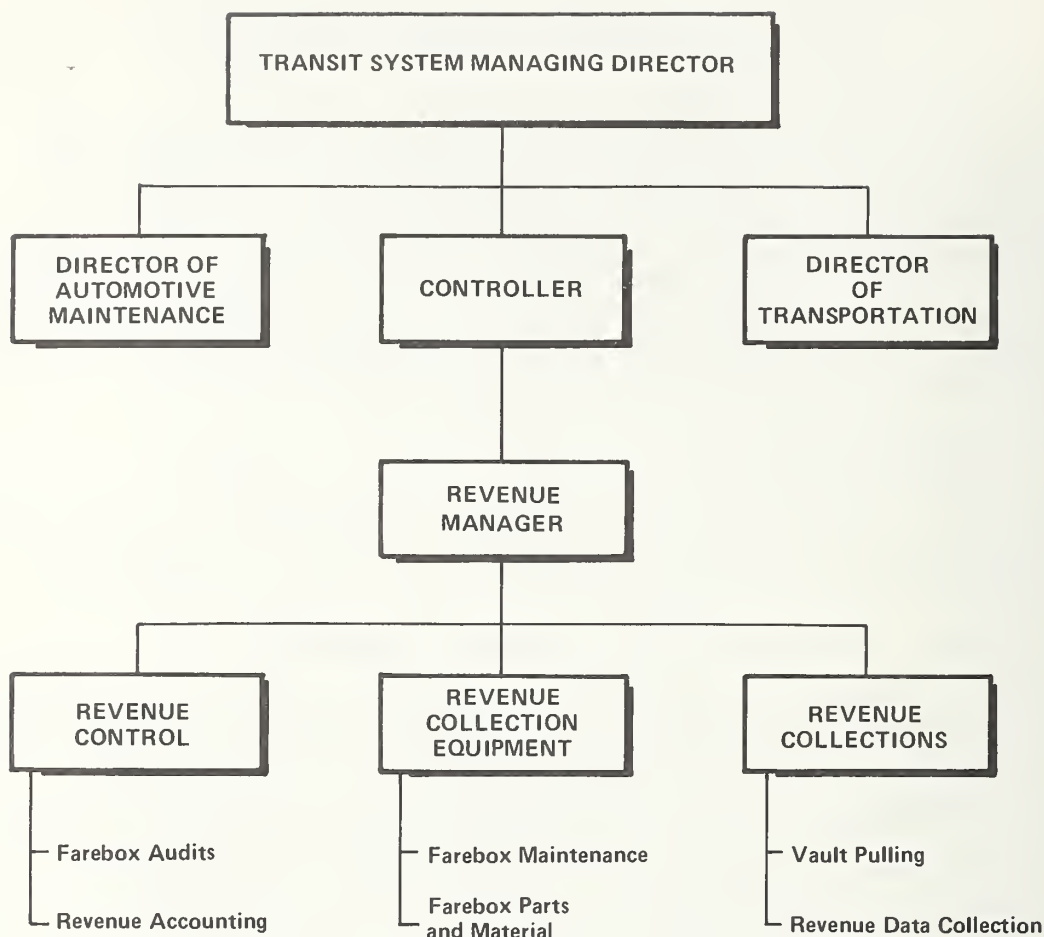 TRANSIT SYSTEM MANAGING DIRECTOR
DIRECTOR OF
AUTOMOTIVE
MAINTENANCE
CONTROLLER
DIRECTOR
OF
TRANSPORTATION
REVENUE
MANAGER
REVENUE
CONTROL
REVENUE
COLLECTION
EQUIPMENT
REVENUE
COLLECTIONS
Farebox Audits
Revenue Accounting
Farebox Maintenance
Farebox Parts
and Material
Vault Pulling
Revenue Data Collection